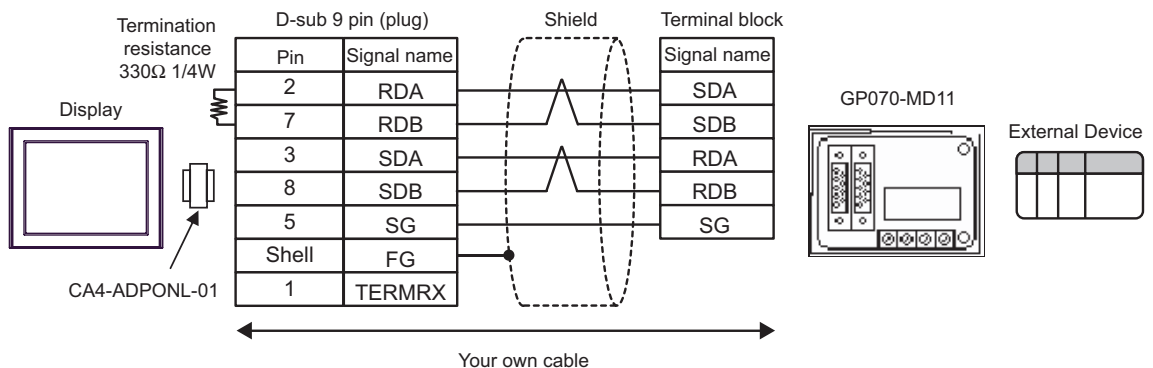 Termination
resistance
330Ω 1/4W
D-sub 9 pin (plug)
Shield
Terminal block
Pin
Signal name
Signal name
2
RDA
SDA
7
RDB
SDB
3
SDA
RDA
8
SDB
RDB
5
SG
SG
Shell
FG
1
TERMRX
Display
CA4-ADPONL-01
GP070-MD11
External Device
Your own cable